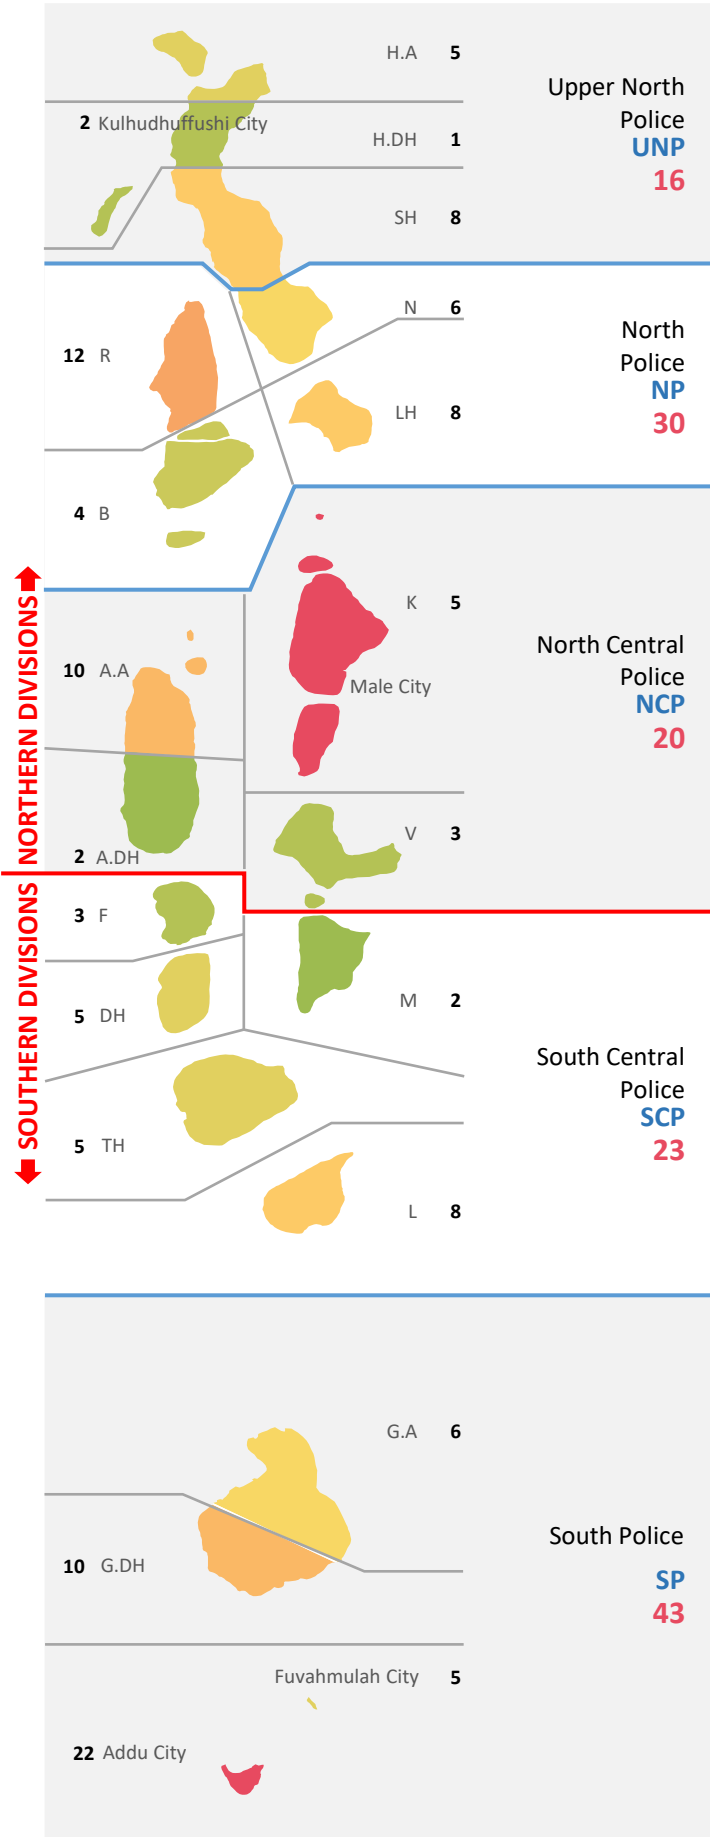 H.A 5
Upper North
Police
UNP
16
2 Kulhudhuffushi City
H.DH 1
SH 8
N 6
North
Police
NP
30
12 R
LH 8
4 B
NORTHERN DIVISIONS
K 5
North Central
Police
NCP
20
10 A.A
Male City
V 3
2 A.DH
SOUTHERN DIVISIONS
3 F
M 2
5 DH
South Central
Police
SCP
23
5 TH
L 8
G.A 6
South Police
SP
43
10 G.DH
Fuvahmulah City 5
22 Addu City